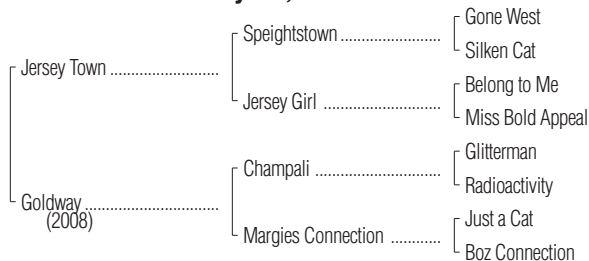 Gone West
Speightstown
Silken Cat
Jersey Town
Belong to Me
Jersey Girl
Miss Bold Appeal
Glitterman
Champali
Radioactivity
Goldway
(2008)
Just a Cat
Margies Connection
Boz Connection